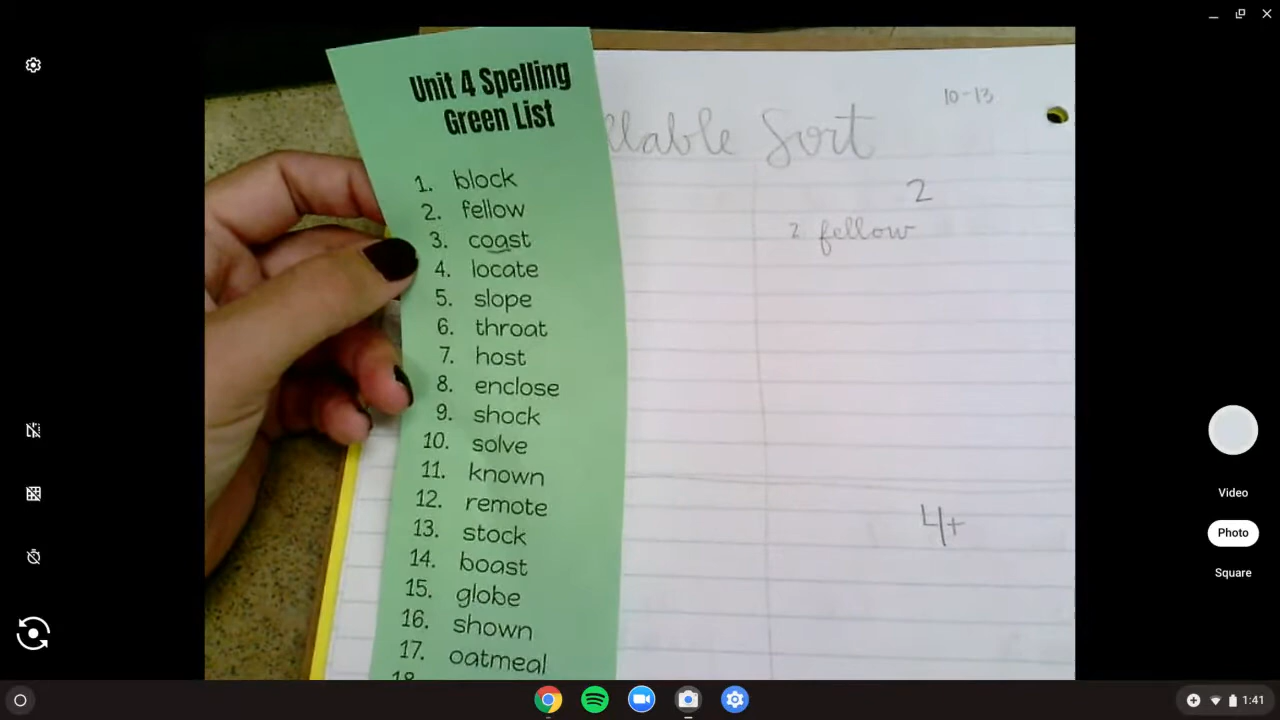 Unit 4 Spelling
Green List
1. block
2. fellow
3. coast
4. locate
5. slope
6. throat
7. host
8. enclose
9. shock
10. solve
11. known
12. remote
13. stock
14. boast
15. globe
16. shown
17. oatmeal
18.
10-13
llable Sort
2
2 fellow
4+
Video
Photo
Square
1:41